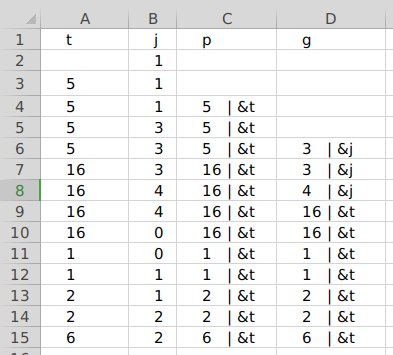 A B C D
1 t j p g
2 1
3 5 1
4 5 1 5 | &t
5 5 3 5 | &t
6 5 3 5 | &t 3 | &j
7 16 3 16 | &t 3 | &j
8 16 4 16 | &t 4 | &j
9 16 4 16 | &t 16 | &t
10 16 0 16 | &t 16 | &t
11 1 0 1 | &t 1 | &t
12 1 1 1 | &t 1 | &t
13 2 1 2 | &t 2 | &t
14 2 2 2 | &t 2 | &t
15 6 2 6 | &t 6 | &t